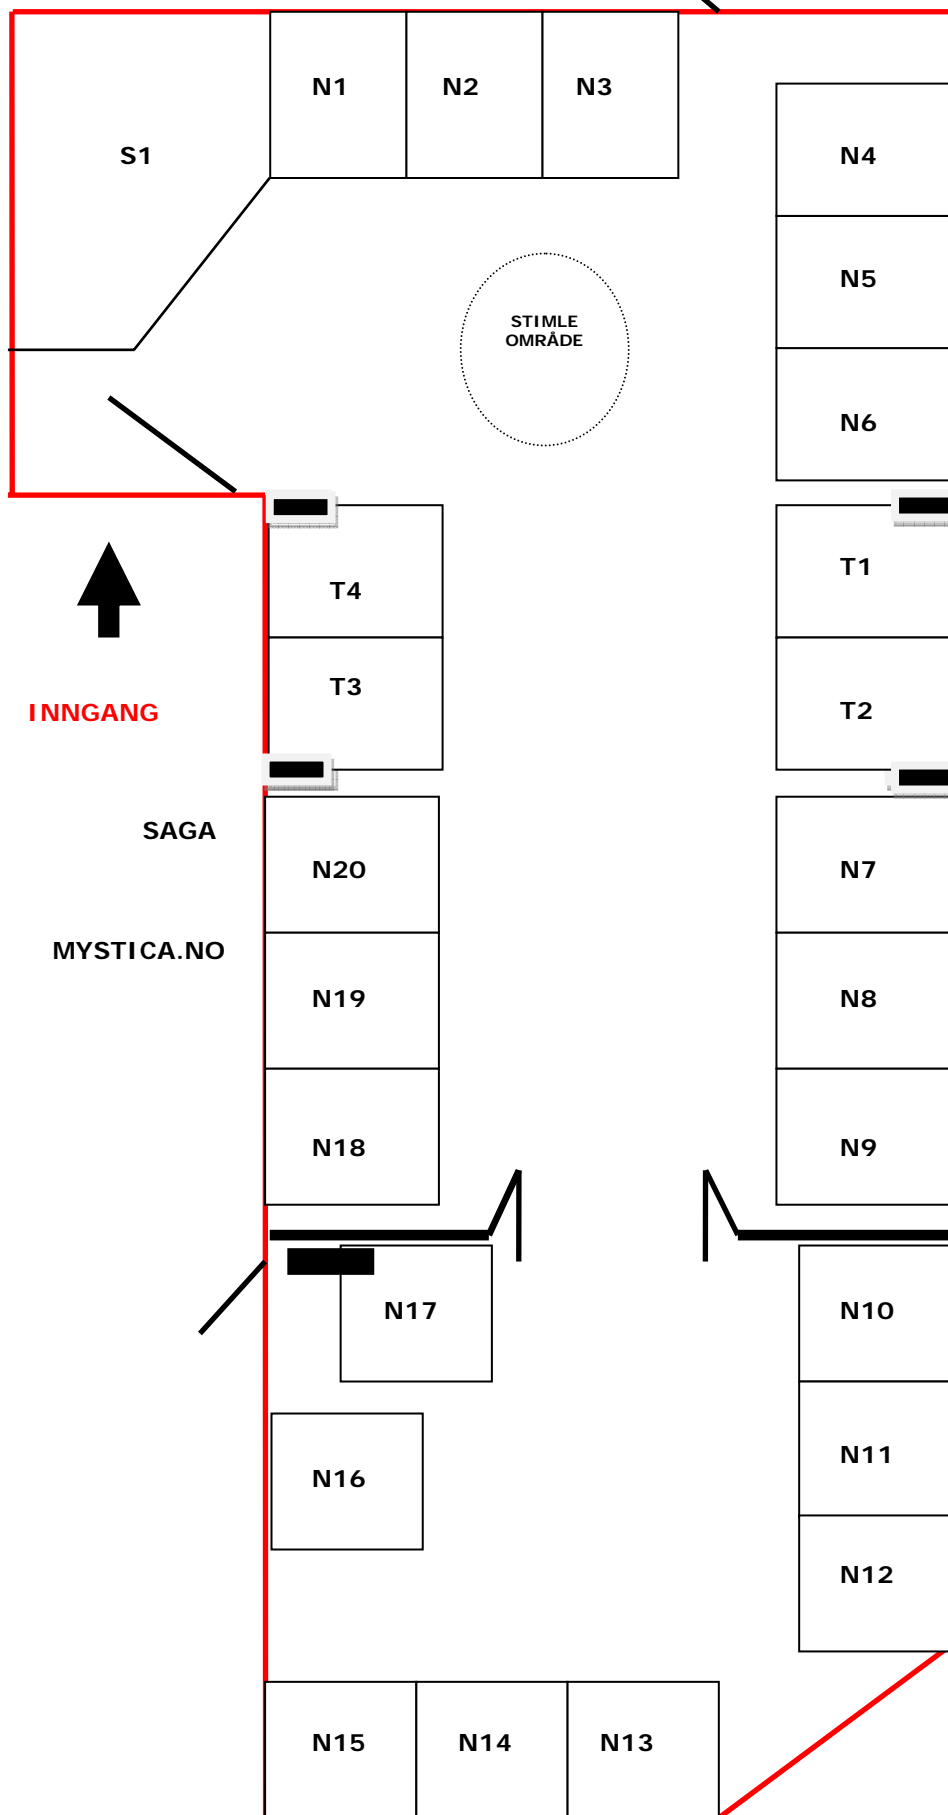 N1 N2 N3
S1 N4
N5
STIMLE
OMRÅDE
N6
T4 T1
T3 T2
INNGANG
SAGA
N20 N7
MYSTICA.NO
N19 N8
N18 N9
N17 N10
N16 N11
N12
N15 N14 N13